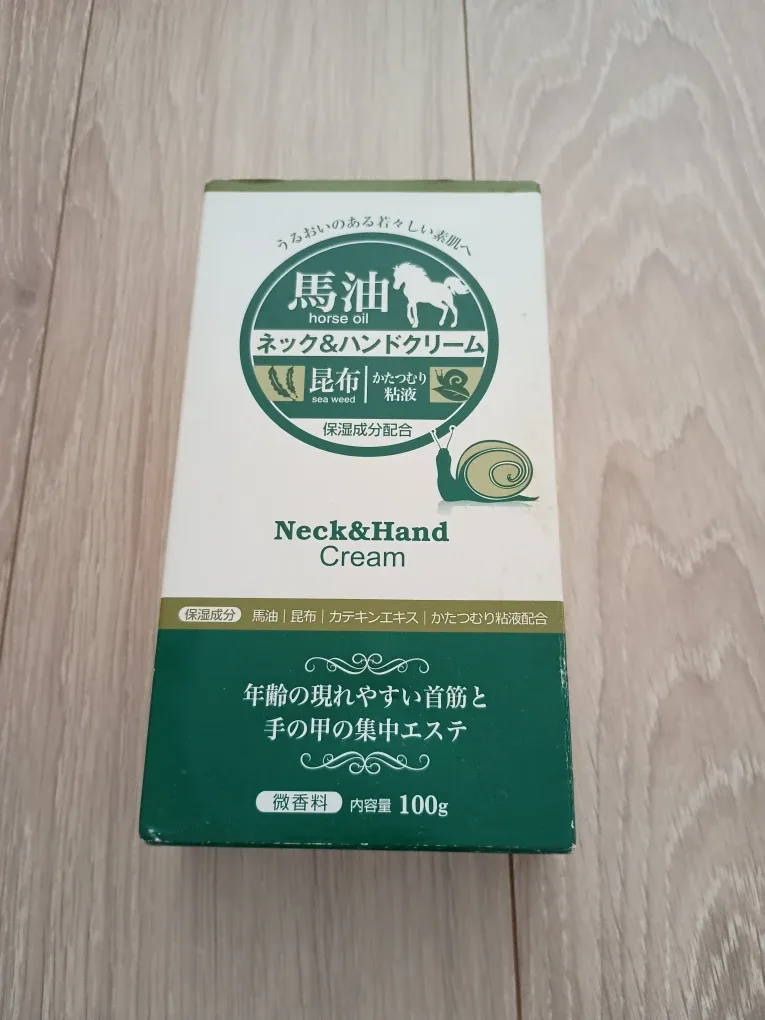 うるおいのある若々しい素肌へ
馬油
horse oil
ネック&ハンドクリーム
昆布
sea weed
かたつむり
粘液
保湿成分配合
Neck&Hand
Cream
保湿成分 馬油|昆布|カテキンエキス|かたつむり粘液配合
年齢の現れやすい首筋と
手の甲の集中エステ
微香料 内容量 100g